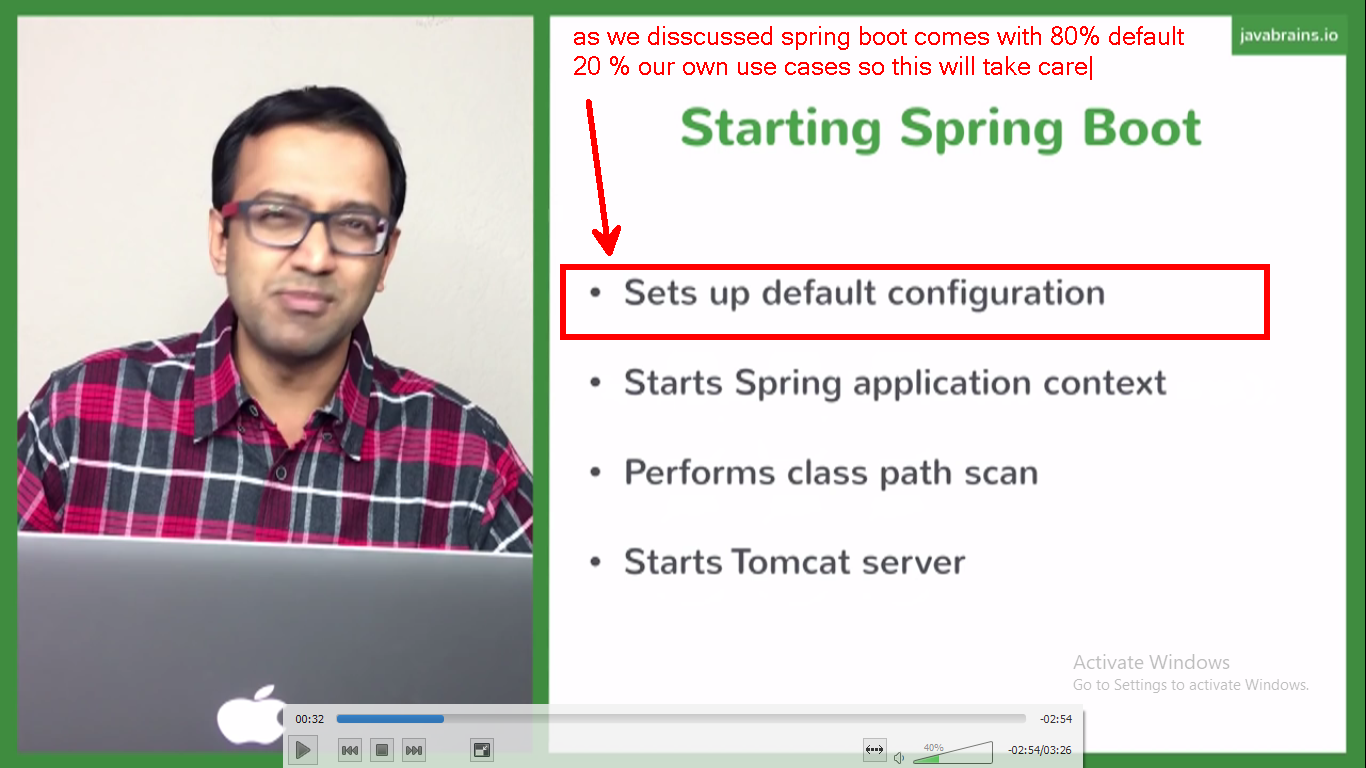 as we disscussed spring boot comes with 80% default
20 % our own use cases so this will take care
javabrains.io
Starting Spring Boot
• Sets up default configuration
• Starts Spring application context
• Performs class path scan
• Starts Tomcat server
Activate Windows
Go to Settings to activate Windows.
00:32
-02:54
40%
-02:54/03:26